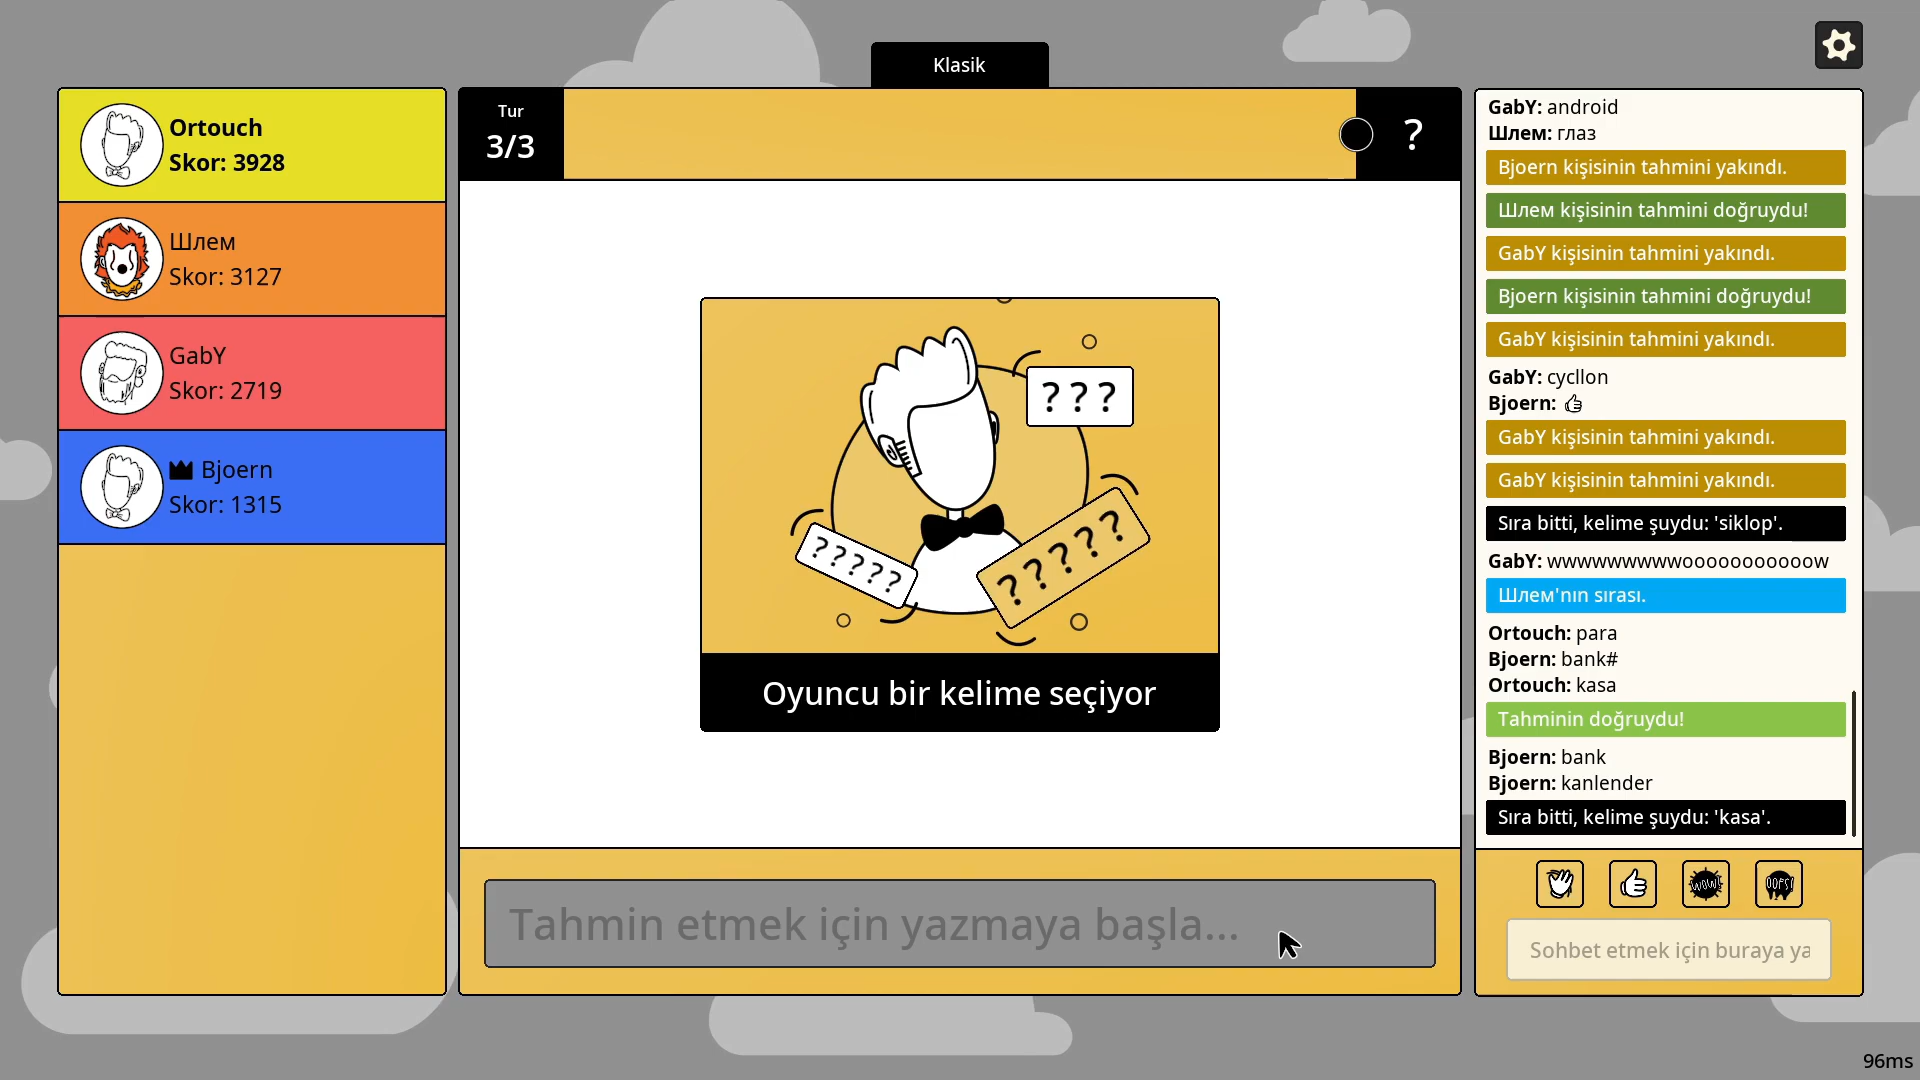 Klasik
Ortouch
Skor: 3928
Шлем
Skor: 3127
GabY
Skor: 2719
Bjoern
Skor: 1315
Tur
3/3
?
???
?????
?????
Oyuncu bir kelime seçiyor
Tahmin etmek için yazmaya başla...
GabY: android
Шлем: глаз
Bjoern kişisinin tahmini yakındı.
Шлем kişisinin tahmini doğruydu!
GabY kişisinin tahmini yakındı.
Bjoern kişisinin tahmini doğruydu!
GabY kişisinin tahmini yakındı.
GabY: cycllon
Bjoern: 👍
GabY kişisinin tahmini yakındı.
GabY kişisinin tahmini yakındı.
Sıra bitti, kelime şuydu: 'siklop'.
GabY: wwwwwwwwwooooooooooow
Шлем'nın sırası.
Ortouch: para
Bjoern: bank#
Ortouch: kasa
Tahminin doğruydu!
Bjoern: bank
Bjoern: kanlender
Sıra bitti, kelime şuydu: 'kasa'.
WOW!
OOPS!
Sohbet etmek için buraya ya
96ms